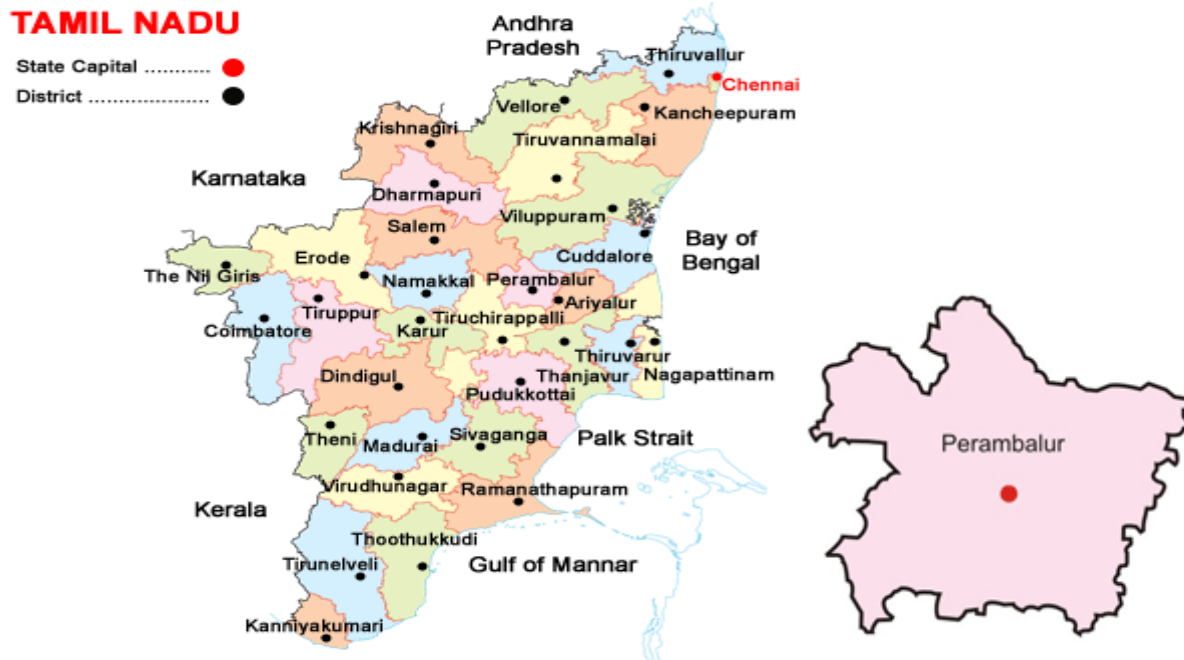 TAMIL NADU
State Capital ...........
District ....................
Andhra
Pradesh
Thiruvallur
Chennai
Vellore
Kancheepuram
Krishnagiri
Tiruvannamalai
Karnataka
Dharmapuri
Viluppuram
Salem
Bay of
Bengal
Erode
Cuddalore
The Nil Giris
Namakkal
Perambalur
Ariyalur
Tiruppur
Tiruchirappalli
Coimbatore
Karur
Thiruvarur
Dindigul
Thanjavur
Nagapattinam
Pudukkottai
Theni
Madurai
Sivaganga
Palk Strait
Perambalur
Virudhunagar
Ramanathapuram
Kerala
Thoothukkudi
Tirunelveli
Gulf of Mannar
Kanniyakumari